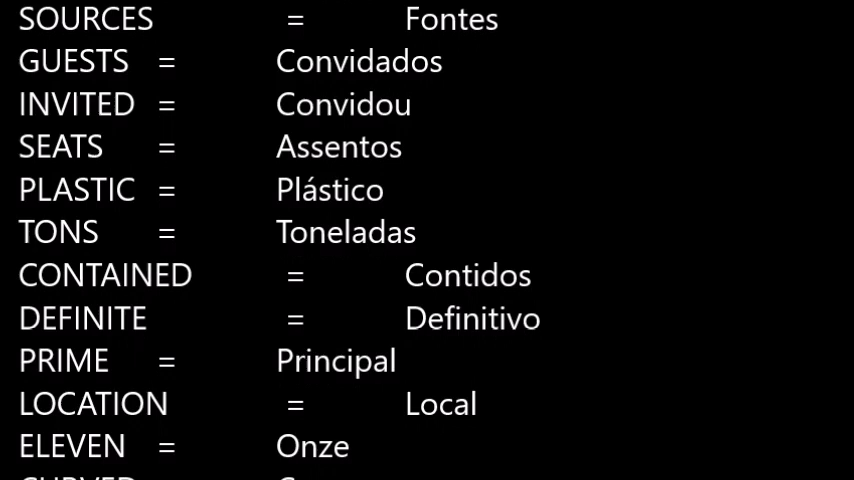 SOURCES = Fontes
GUESTS = Convidados
INVITED = Convidou
SEATS = Assentos
PLASTIC = Plástico
TONS = Toneladas
CONTAINED = Contidos
DEFINITE = Definitivo
PRIME = Principal
LOCATION = Local
ELEVEN = Onze